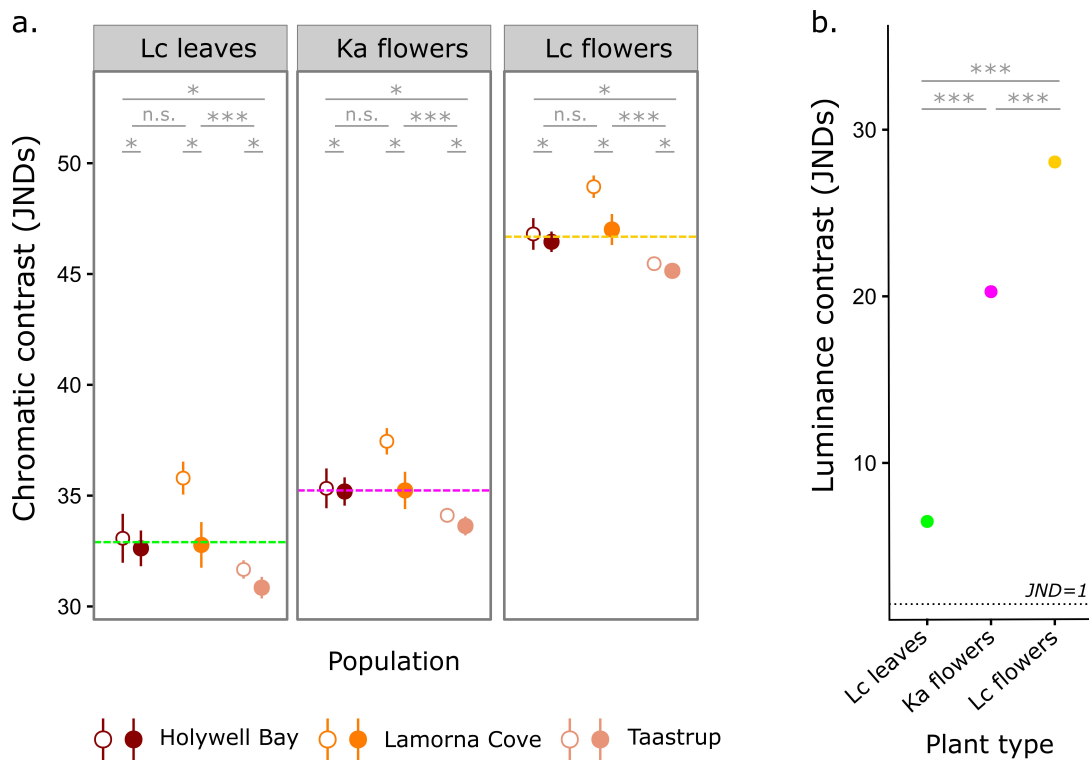 a.
Lc leaves
Ka flowers
Lc flowers
Chromatic contrast (JNDs)
50
45
40
35
30
*
n.s.
***
*
*
*
*
n.s.
***
*
*
*
*
n.s.
***
*
*
*
Population
Holywell Bay
Lamorna Cove
Taastrup
b.
Luminance contrast (JNDs)
30
20
10
***
***
***
JND=1
Lc leaves
Ka flowers
Lc flowers
Plant type